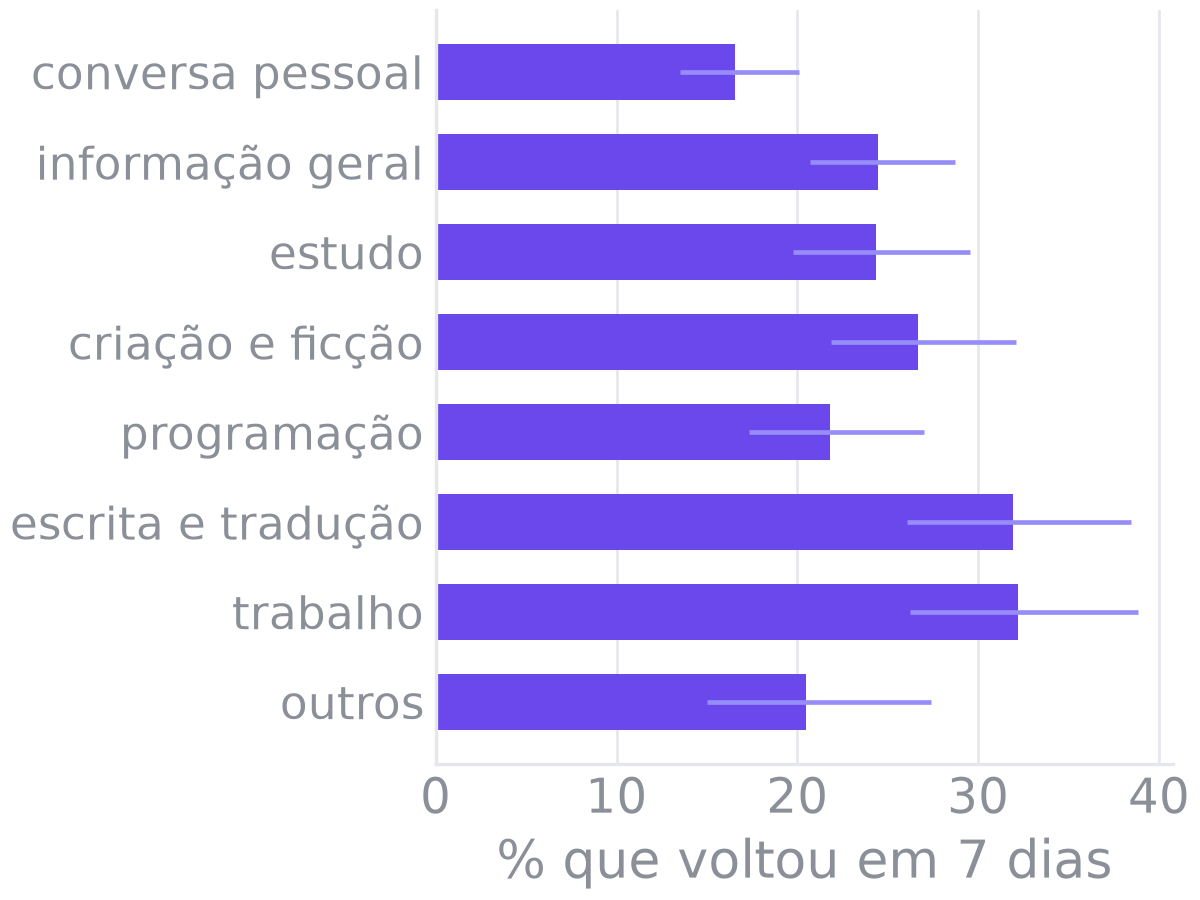 conversa pessoal
informação geral
estudo
criação e ficção
programação
escrita e tradução
trabalho
outros
0 10 20 30 40
% que voltou em 7 dias